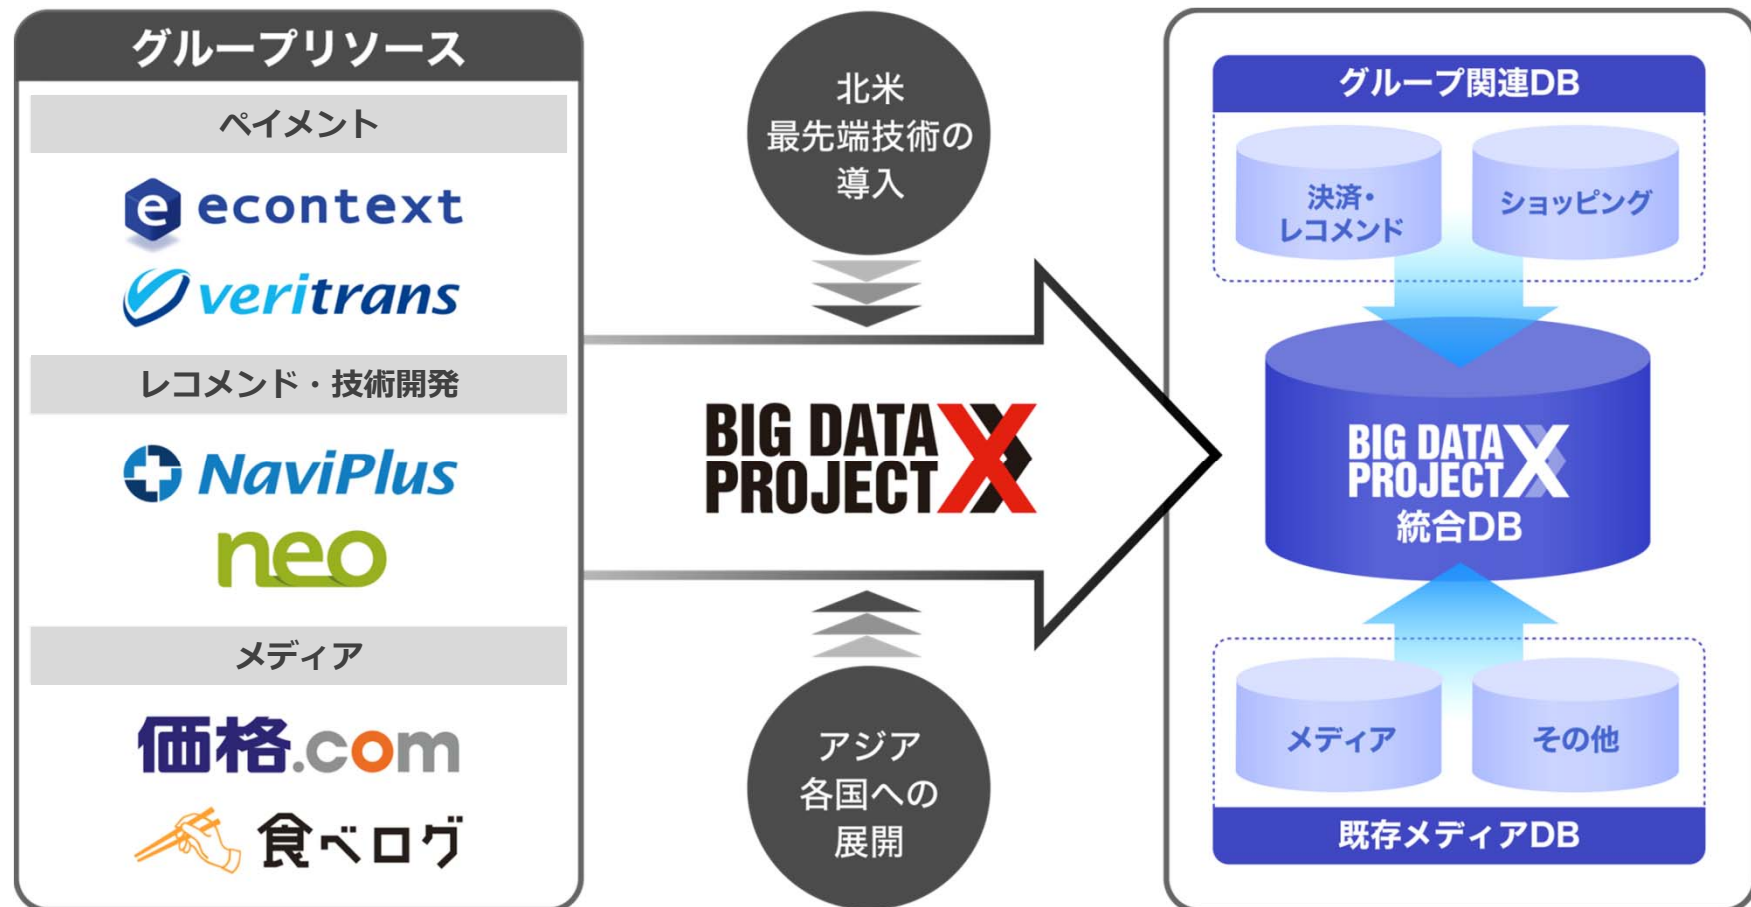 グループリソース
ペイメント
e econtext
veritrans
レコメンド・技術開発
NaviPlus
neo
メディア
価格.com
食べログ
北米
最先端技術の
導入
BIG DATA
PROJECT X
アジア
各国への
展開
グループ関連DB
決済・
レコメンド
ショッピング
BIG DATA
PROJECT X
統合DB
メディア
その他
既存メディアDB